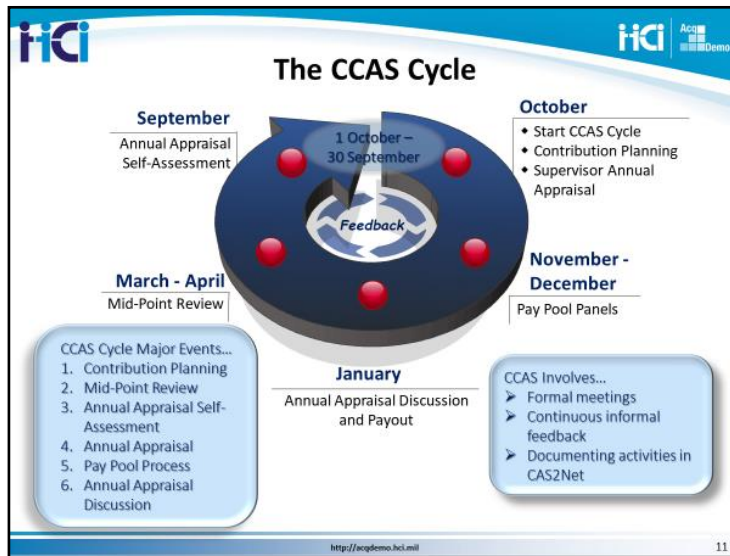 HCi
HCi
Acq
Demo
The CCAS Cycle
September
Annual Appraisal
Self-Assessment
1 October –
30 September
October
◆ Start CCAS Cycle
◆ Contribution Planning
◆ Supervisor Annual
Appraisal
Feedback
March - April
Mid-Point Review
November -
December
Pay Pool Panels
January
Annual Appraisal Discussion
and Payout
CCAS Cycle Major Events...
1. Contribution Planning
2. Mid-Point Review
3. Annual Appraisal Self-
Assessment
4. Annual Appraisal
5. Pay Pool Process
6. Annual Appraisal
Discussion
CCAS Involves...
➢ Formal meetings
➢ Continuous informal
feedback
➢ Documenting activities in
CAS2Net
http://acqdemo.hci.mil
11